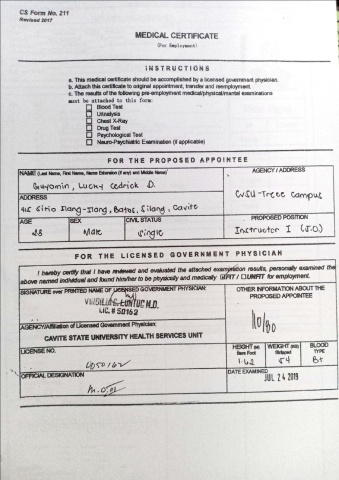 CS Form No. 211
Revised 2017
MEDICAL CERTIFICATE
(For Employment)
INSTRUCTIONS
a. This medical certificate should be accomplished by a licensed government physician.
b. Attach this certificate to original appointment, transfer and reemployment.
c. The results of the following pre-employment medical/physical/mental examinations
must be attached to this form:
Blood Test
Urinalysis
Chest X-Ray
Drug Test
Psychological Test
Neuro-Psychiatric Examination (if applicable)
FOR THE PROPOSED APPOINTEE
NAME (Last Name, First Name, Name Extension (if any) and Middle Name)
AGENCY / ADDRESS
Guyamin, Lucky Cedrick D.
CvSU-Trece Campus
ADDRESS
415 Sitio Ilang-Ilang, Batas, Silang, Cavite
AGE
SEX
CIVIL STATUS
PROPOSED POSITION
28
Male
Single
Instructor I (J.O.)
FOR THE LICENSED GOVERNMENT PHYSICIAN
I hereby certify that I have reviewed and evaluated the attached examination results, personally examined the
above named individual and found him/her to be physically and medically FIT / UNFIT for employment.
SIGNATURE over PRINTED NAME OF LICENSED GOVERNMENT PHYSICIAN:
OTHER INFORMATION ABOUT THE
PROPOSED APPOINTEE
M.D.
LIC. # 50162
110/80
AGENCY/Affiliation of Licensed Government Physician:
CAVITE STATE UNIVERSITY HEALTH SERVICES UNIT
LICENSE NO.
HEIGHT (M)
Bare Foot
WEIGHT (KG)
Stripped
BLOOD
TYPE
0050162
1.62
54
B+
OFFICIAL DESIGNATION
DATE EXAMINED
JUL 24 2019